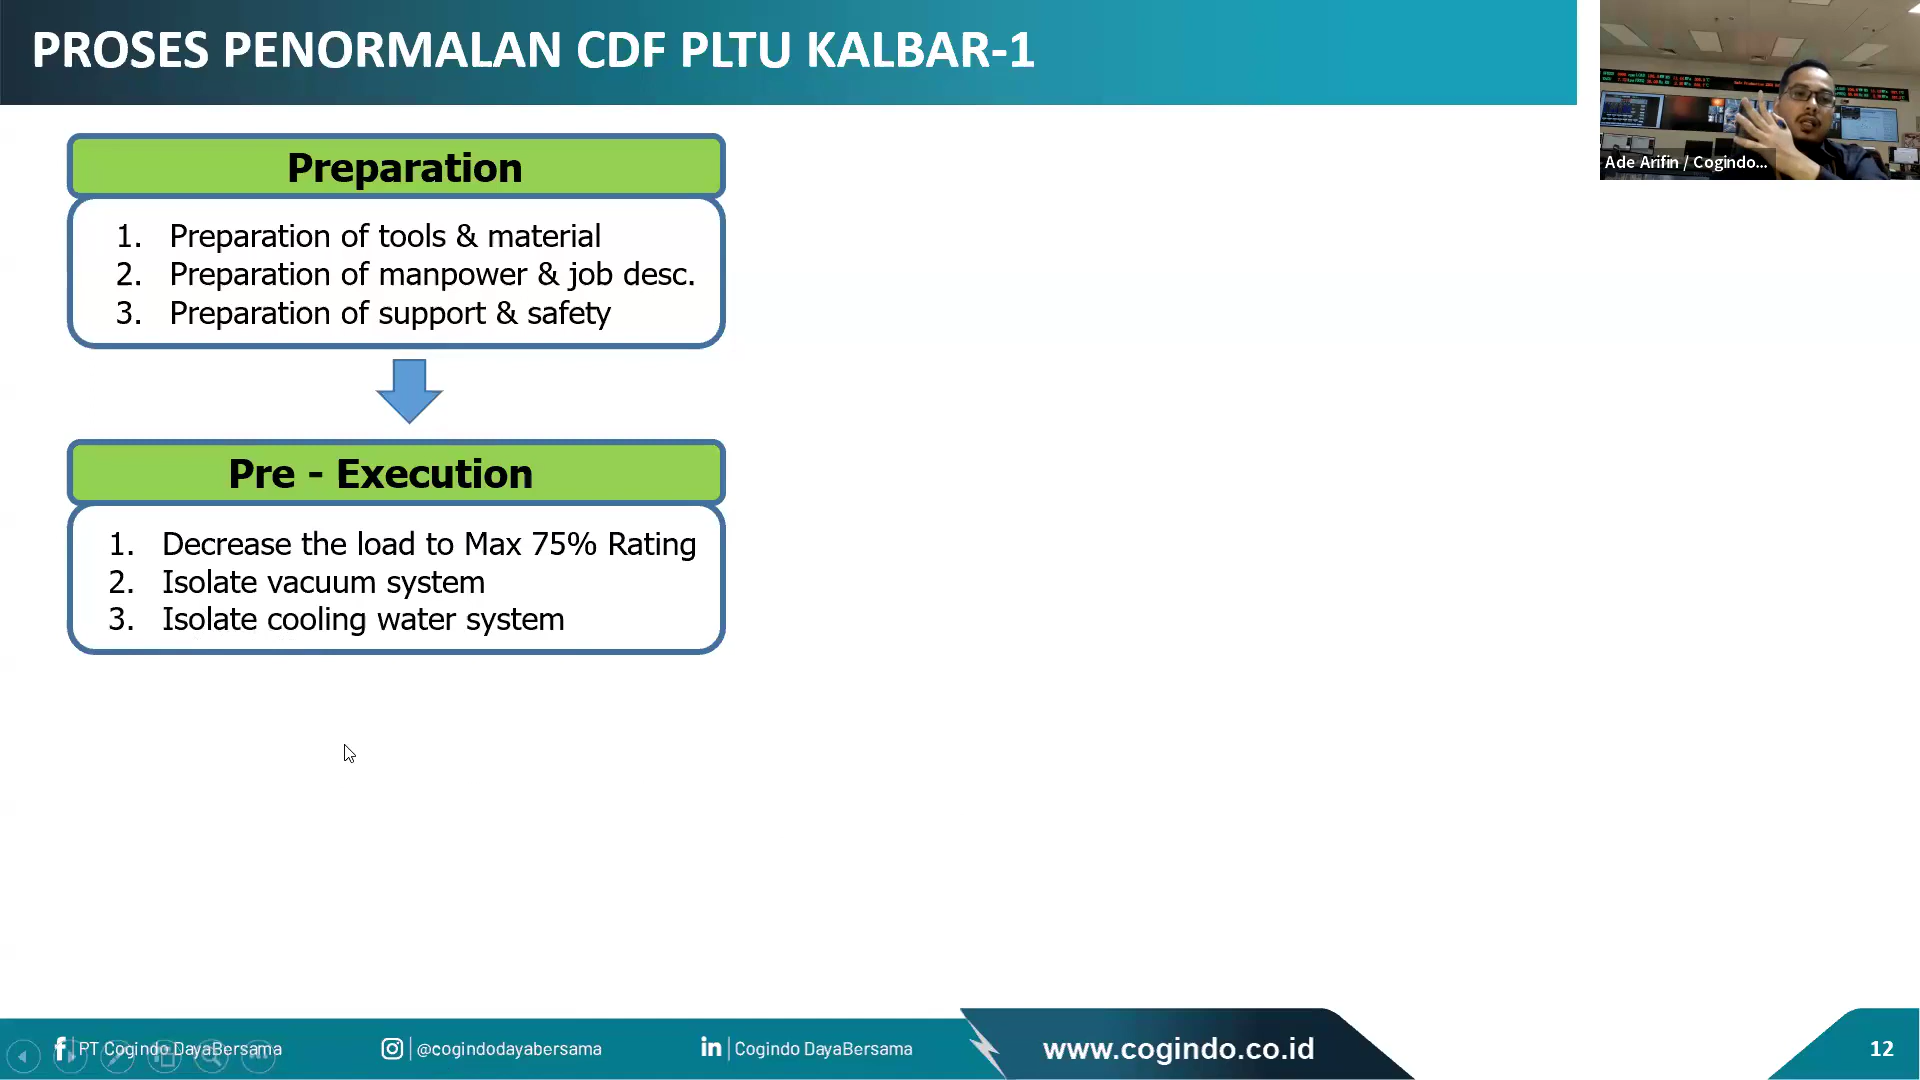 PROSES PENORMALAN CDF PLTU KALBAR-1
Ade Arifin / Cogindo...
Preparation
1. Preparation of tools & material
2. Preparation of manpower & job desc.
3. Preparation of support & safety
Pre - Execution
1. Decrease the load to Max 75% Rating
2. Isolate vacuum system
3. Isolate cooling water system
PT Cogindo DayaBersama
@cogindodayabersama
Cogindo DayaBersama
www.cogindo.co.id
12